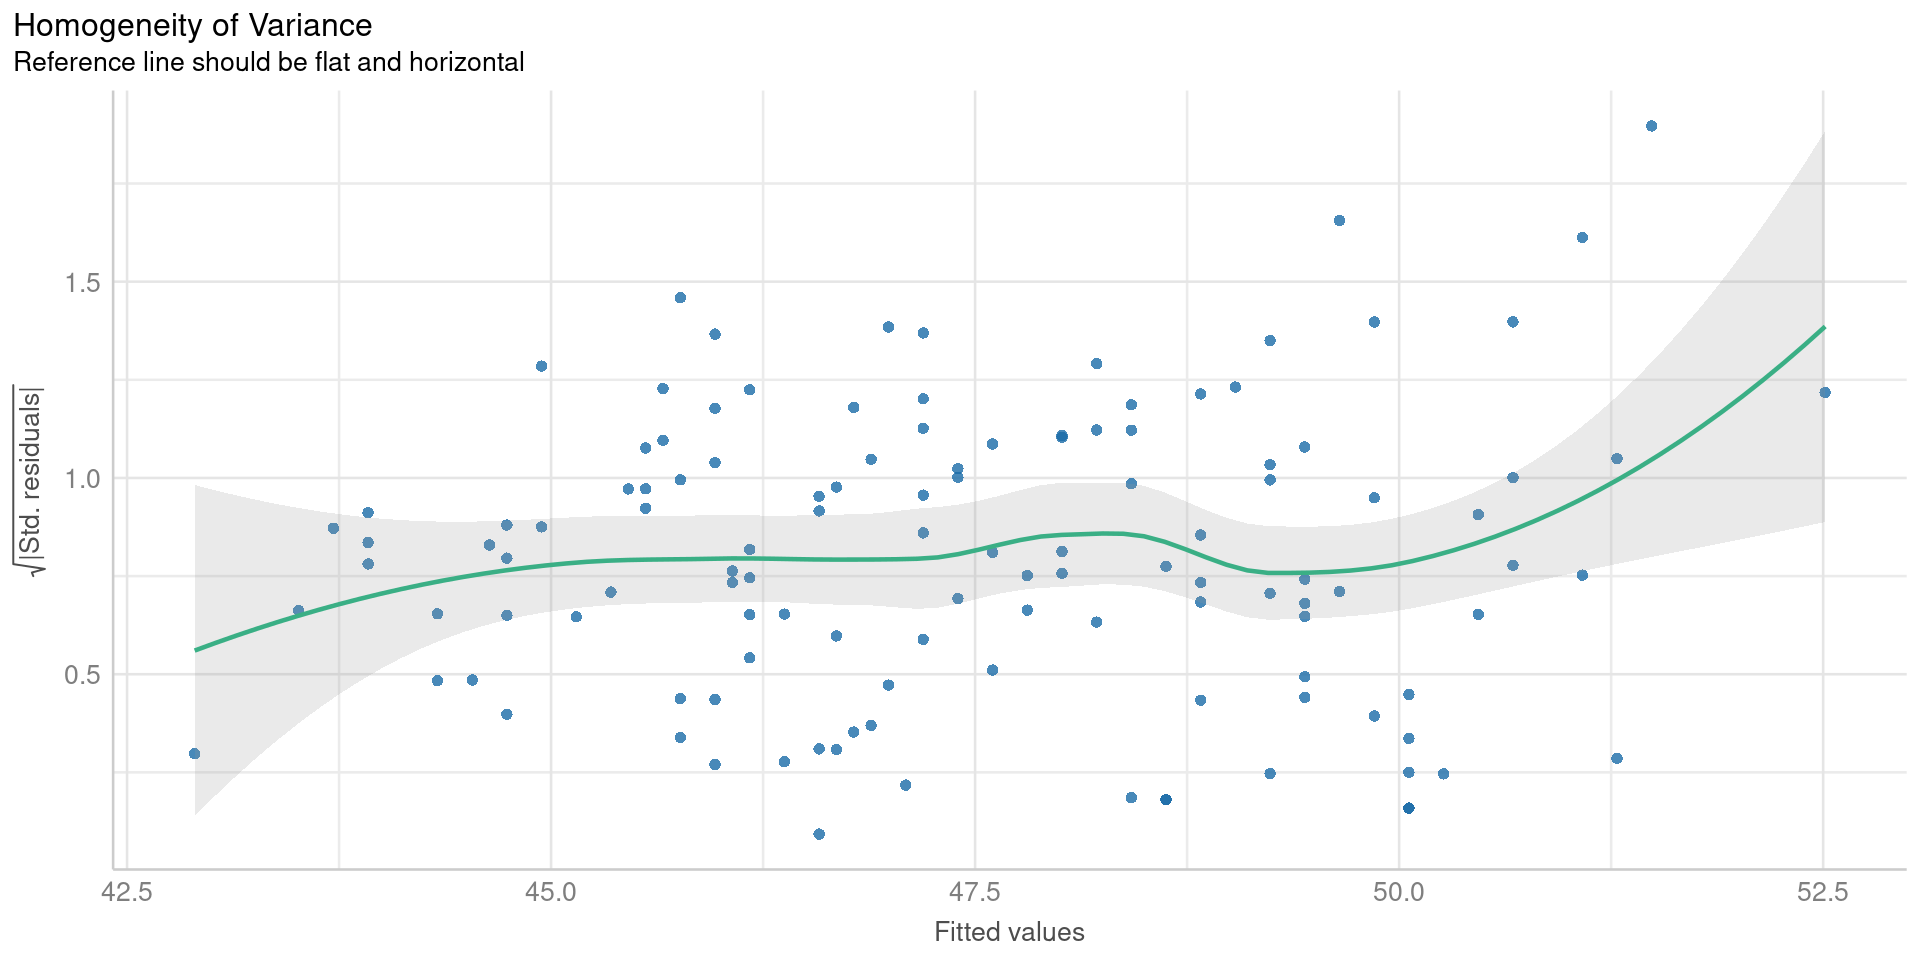 Homogeneity of Variance
Reference line should be flat and horizontal
√|Std. residuals|
1.5
1.0
0.5
42.5 45.0 47.5 50.0 52.5
Fitted values